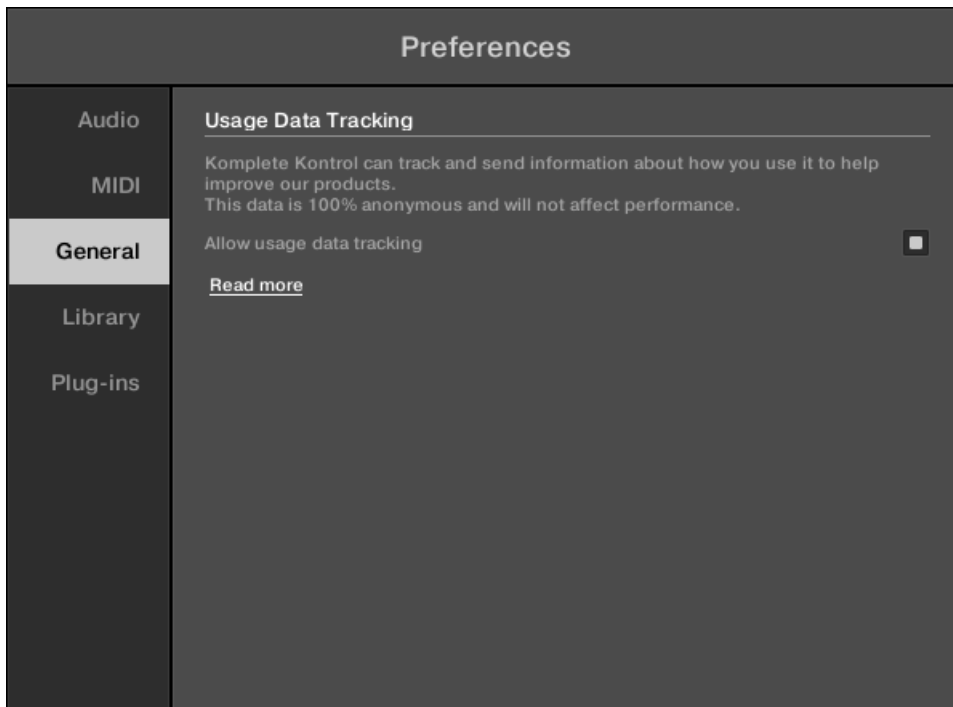 Preferences
Audio
MIDI
General
Library
Plug-ins
Usage Data Tracking
Komplete Kontrol can track and send information about how you use it to help
improve our products.
This data is 100% anonymous and will not affect performance.
Allow usage data tracking
Read more